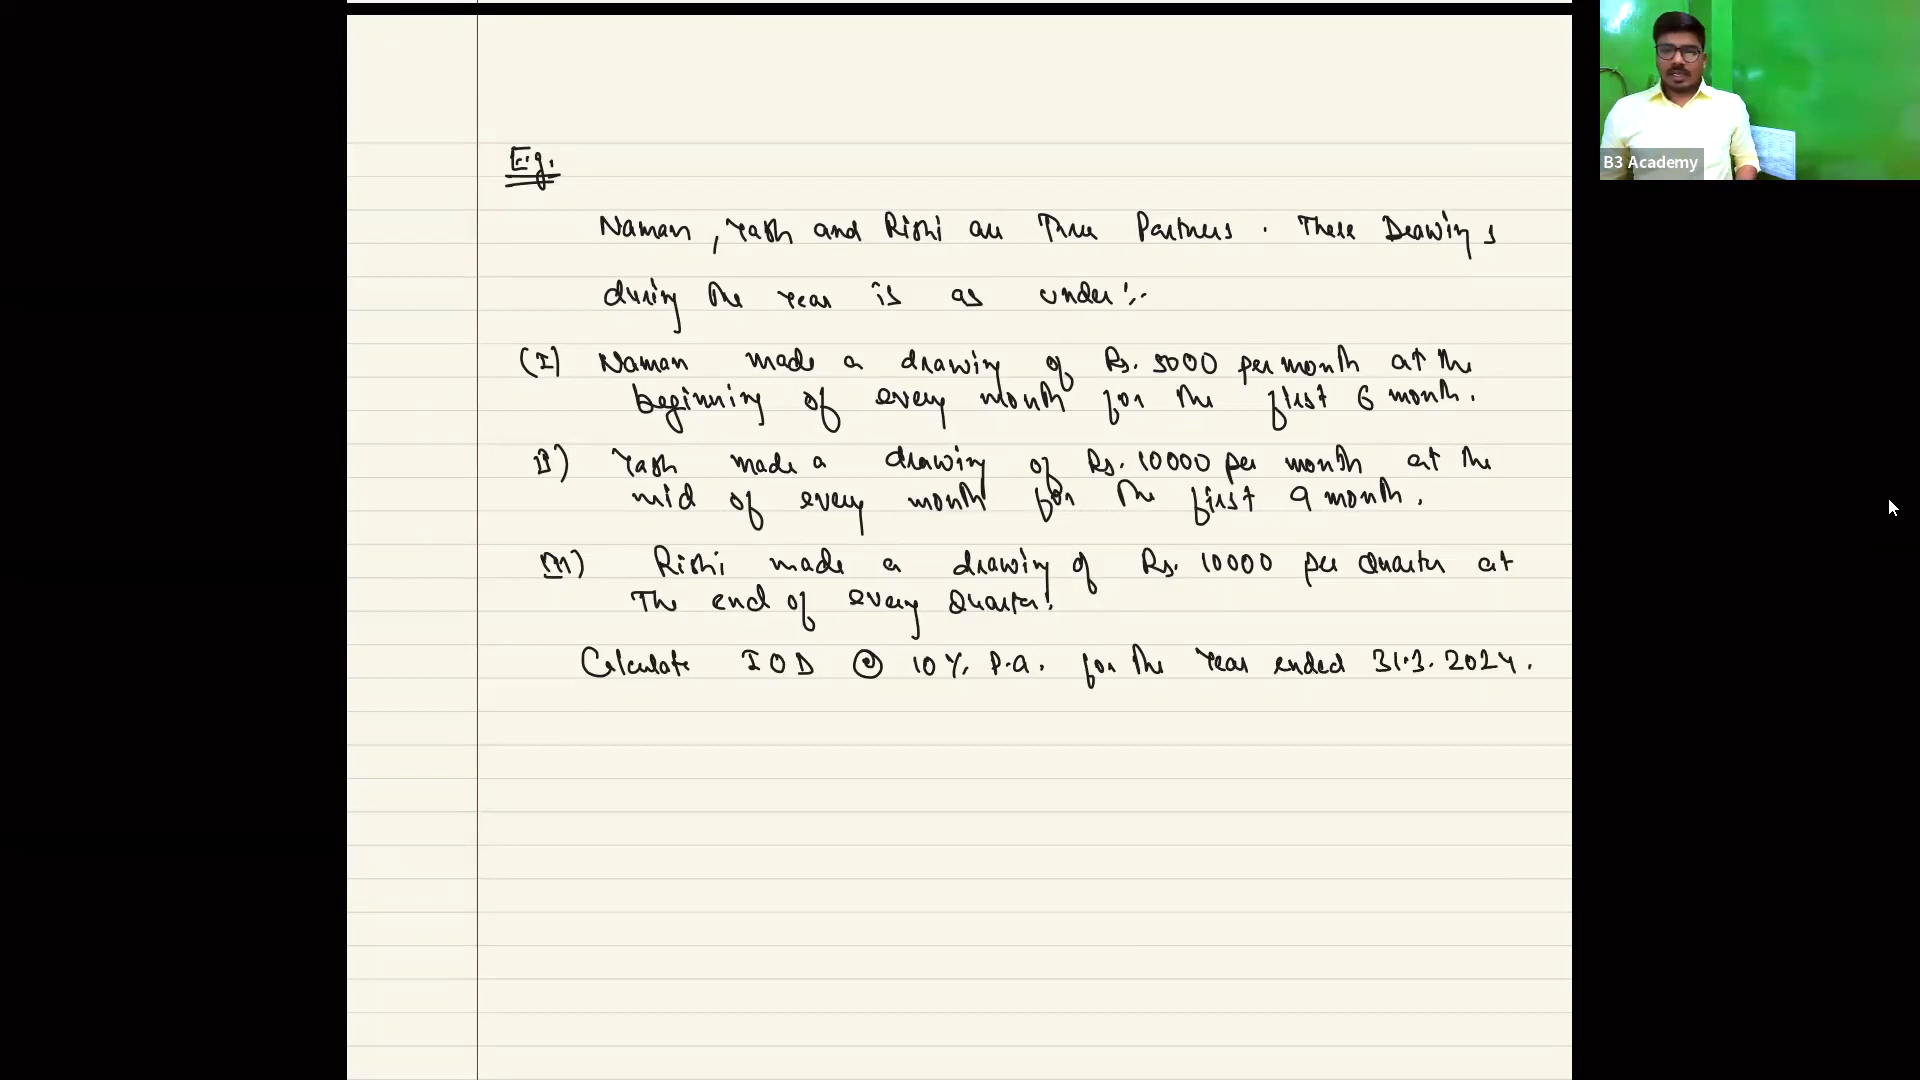 Eg.
Naman, Yash and Rishi are Three Partners. There Drawings
during the Year is as under:-
(I) Naman made a drawing of Rs. 5000 per month at the
beginning of every month for the first 6 month.
II) Yash made a drawing of Rs. 10000 per month at the
mid of every month for the first 9 month.
III) Rishi made a drawing of Rs. 10000 per Quarter at
The end of every Quarter.
Calculate IOD @ 10% p.a. for the Year ended 31.3.2024.
B3 Academy